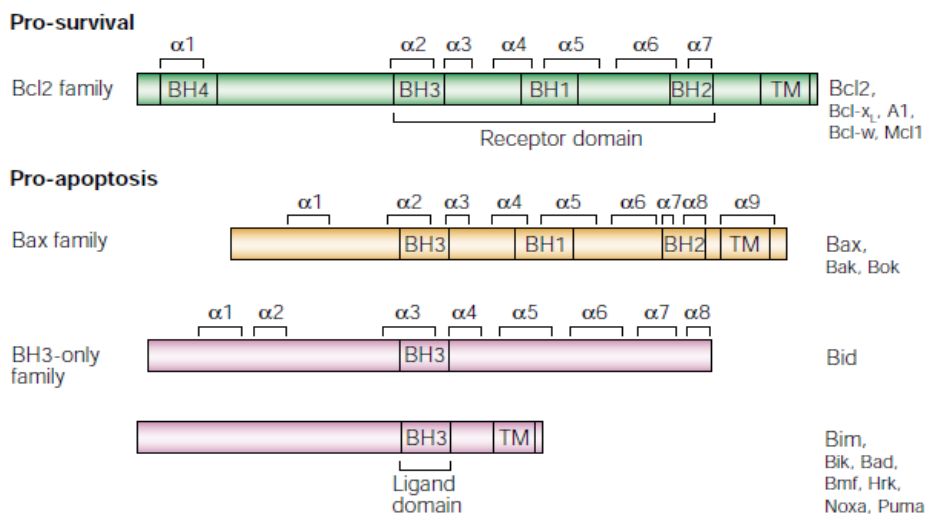 Pro-survival
α1 α2 α3 α4 α5 α6 α7
Bcl2 family BH4 BH3 BH1 BH2 TM Bcl2,
Bcl-xL, A1,
Bcl-w, Mcl1
Receptor domain
Pro-apoptosis
α1 α2 α3 α4 α5 α6 α7 α8 α9
Bax family BH3 BH1 BH2 TM Bax,
Bak, Bok
α1 α2 α3 α4 α5 α6 α7 α8
BH3-only
family
BH3 Bid
BH3 TM Bim,
Bik, Bad,
Bmf, Hrk,
Noxa, Puma
Ligand
domain